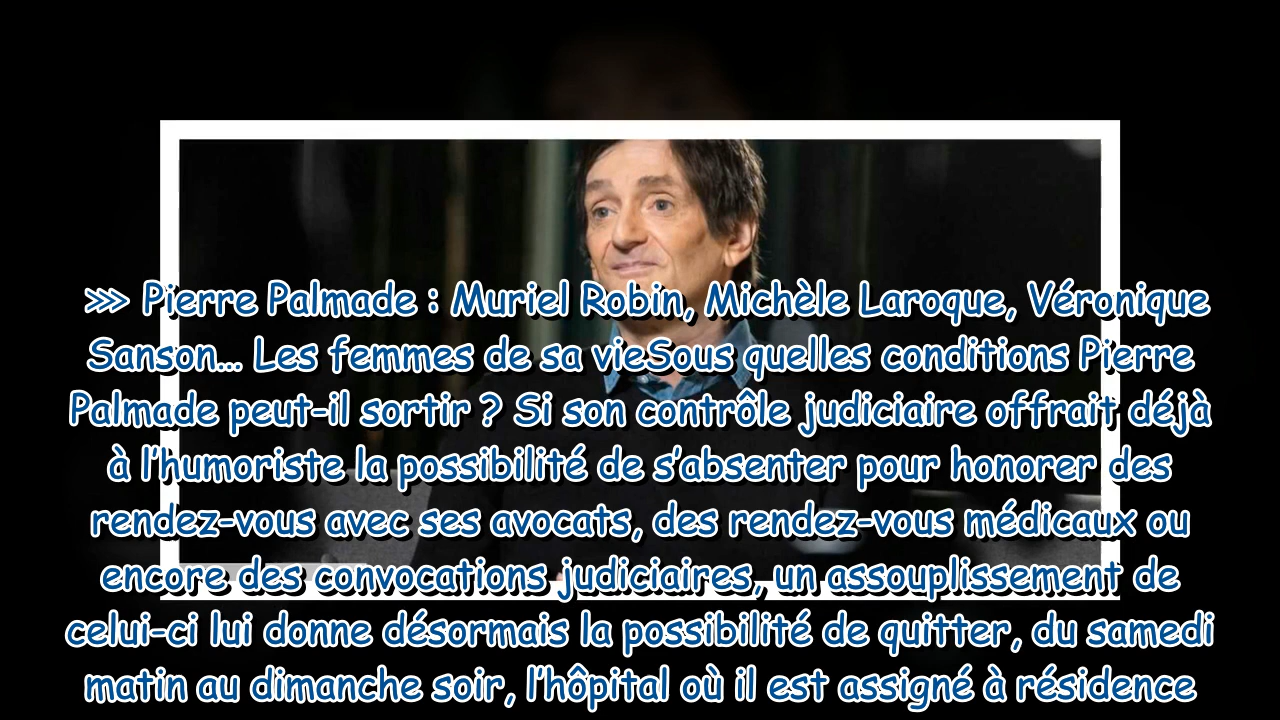 >>> Pierre Palmade : Muriel Robin, Michèle Laroque, Véronique
Sanson... Les femmes de sa vieSous quelles conditions Pierre
Palmade peut-il sortir ? Si son contrôle judiciaire offrait déjà
à l'humoriste la possibilité de s'absenter pour honorer des
rendez-vous avec ses avocats, des rendez-vous médicaux ou
encore des convocations judiciaires, un assouplissement de
celui-ci lui donne désormais la possibilité de quitter, du samedi
matin au dimanche soir, l'hôpital où il est assigné à résidence